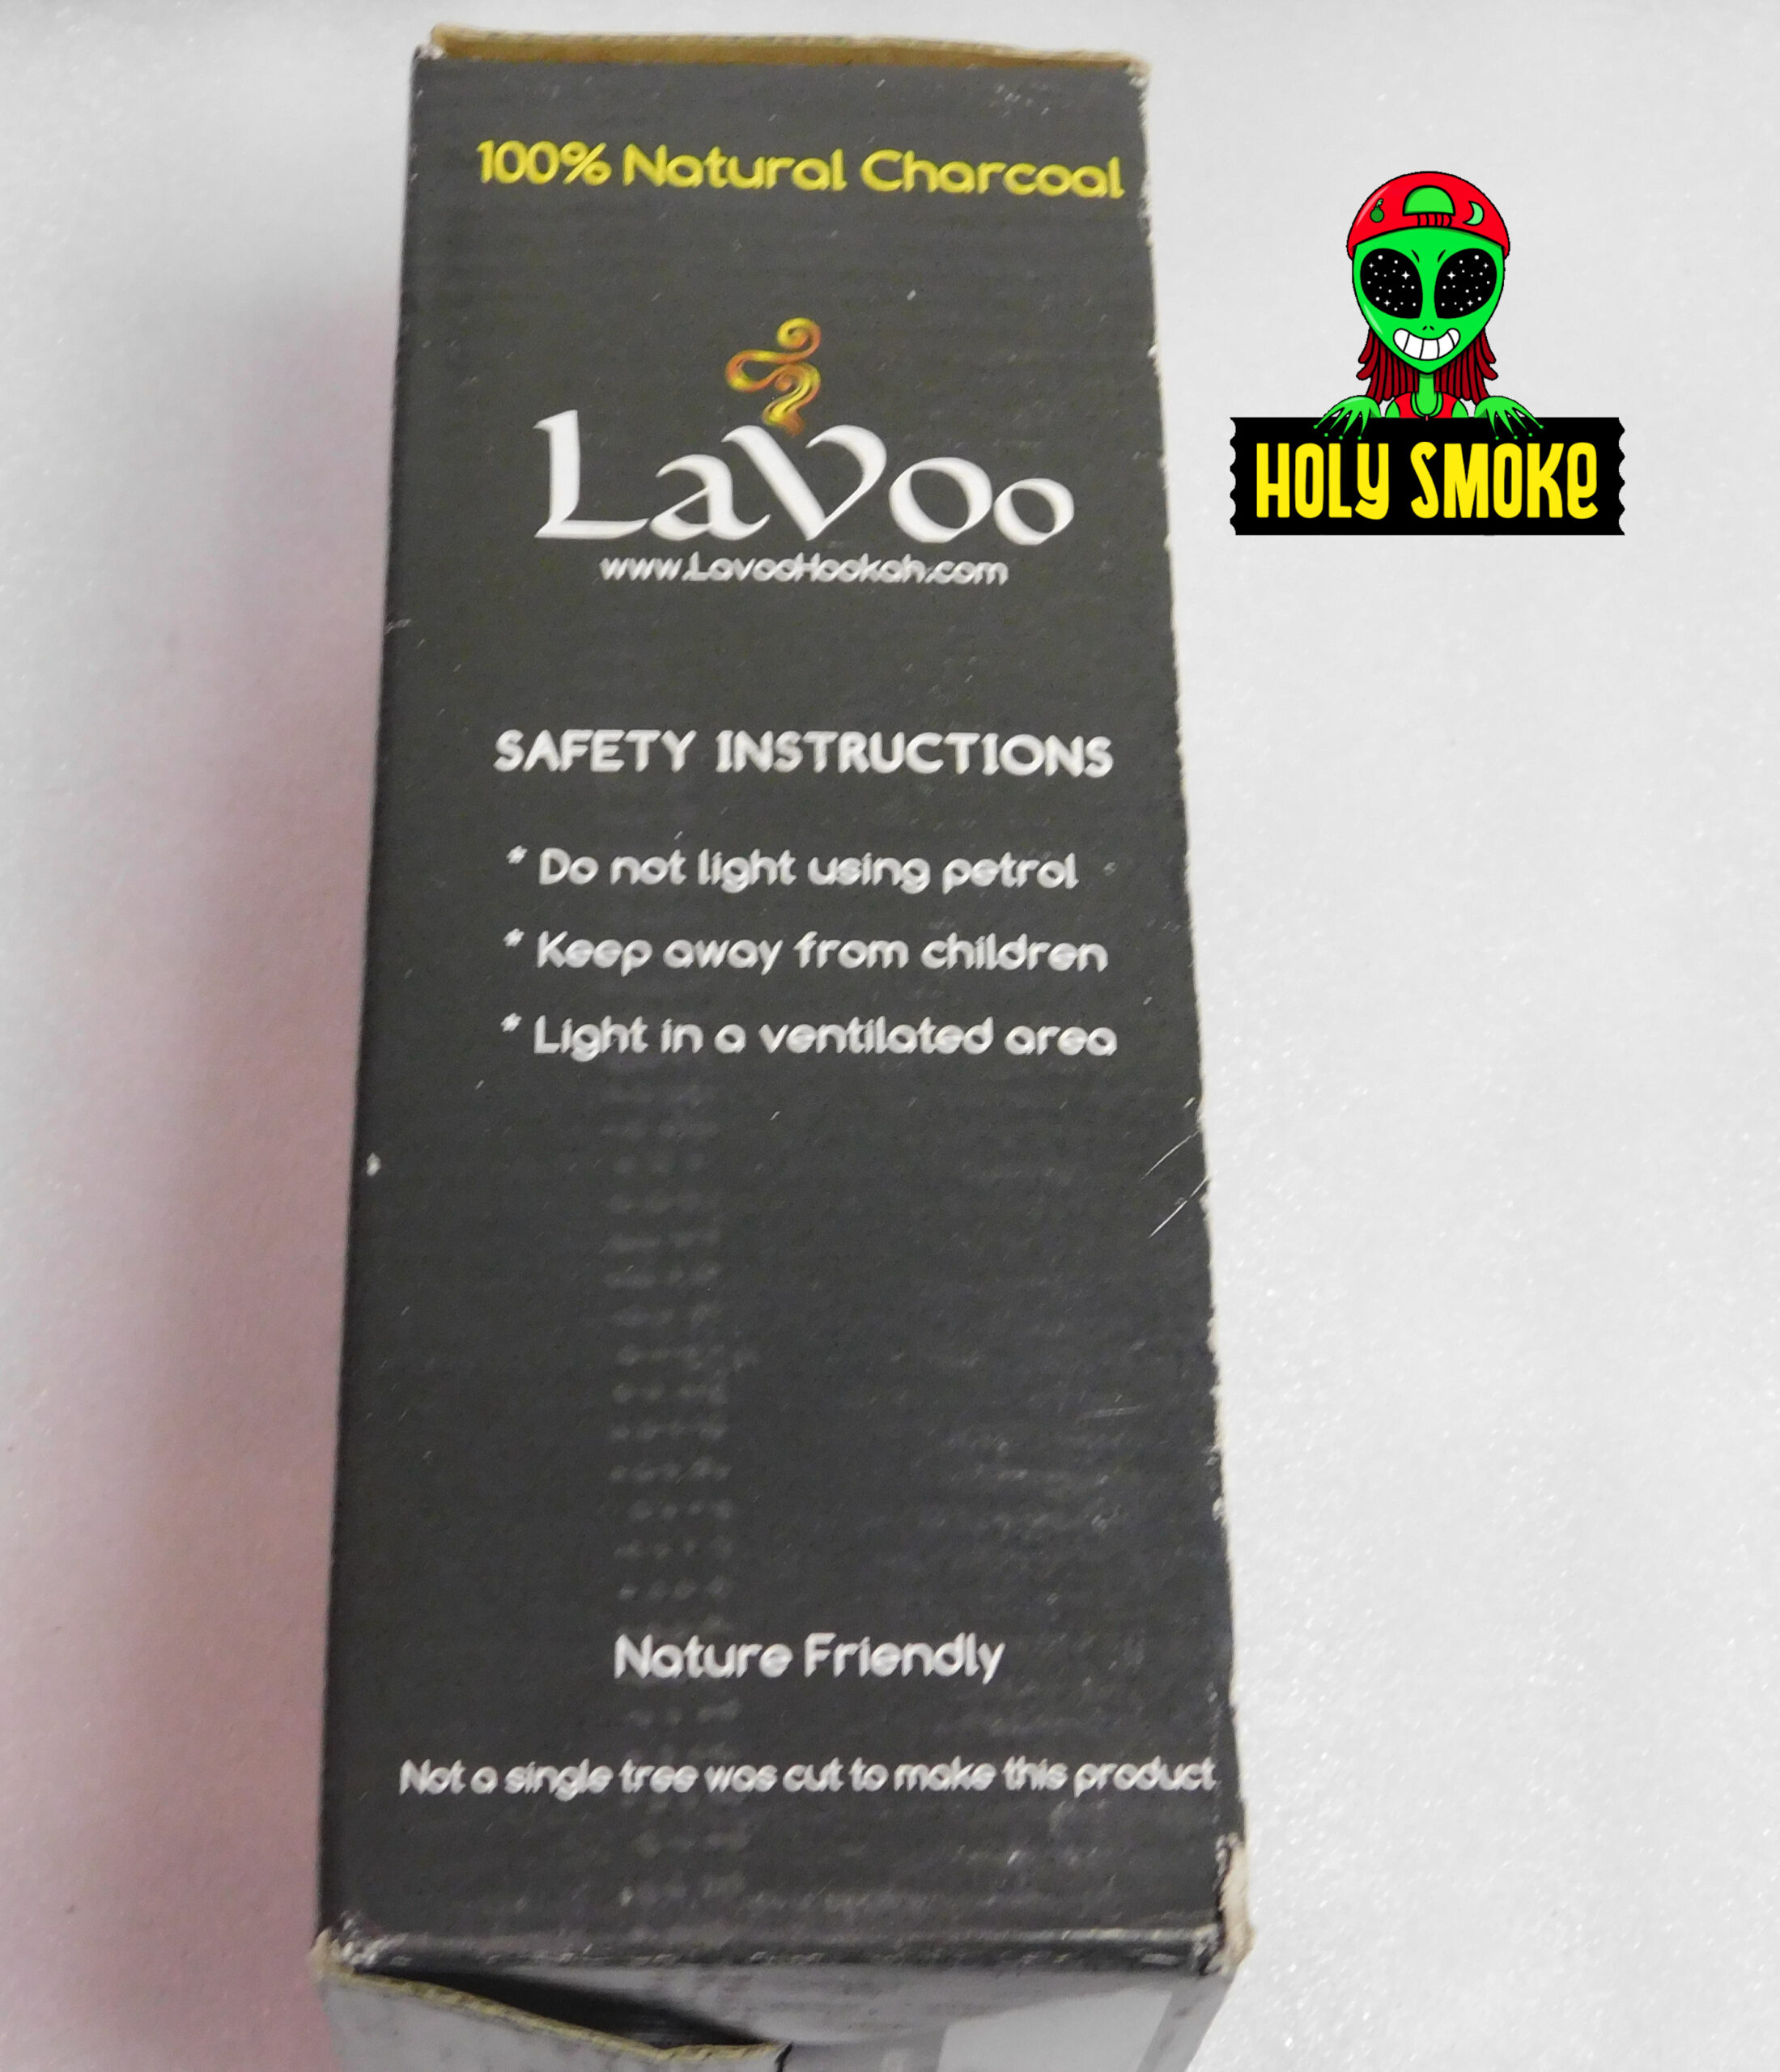 100% Natural Charcoal
LaVoo
www.LavooHookah.com
HOLY SMOKE
SAFETY INSTRUCTIONS
* Do not light using petrol
* Keep away from children
* Light in a ventilated area
Nature Friendly
Not a single tree was cut to make this product